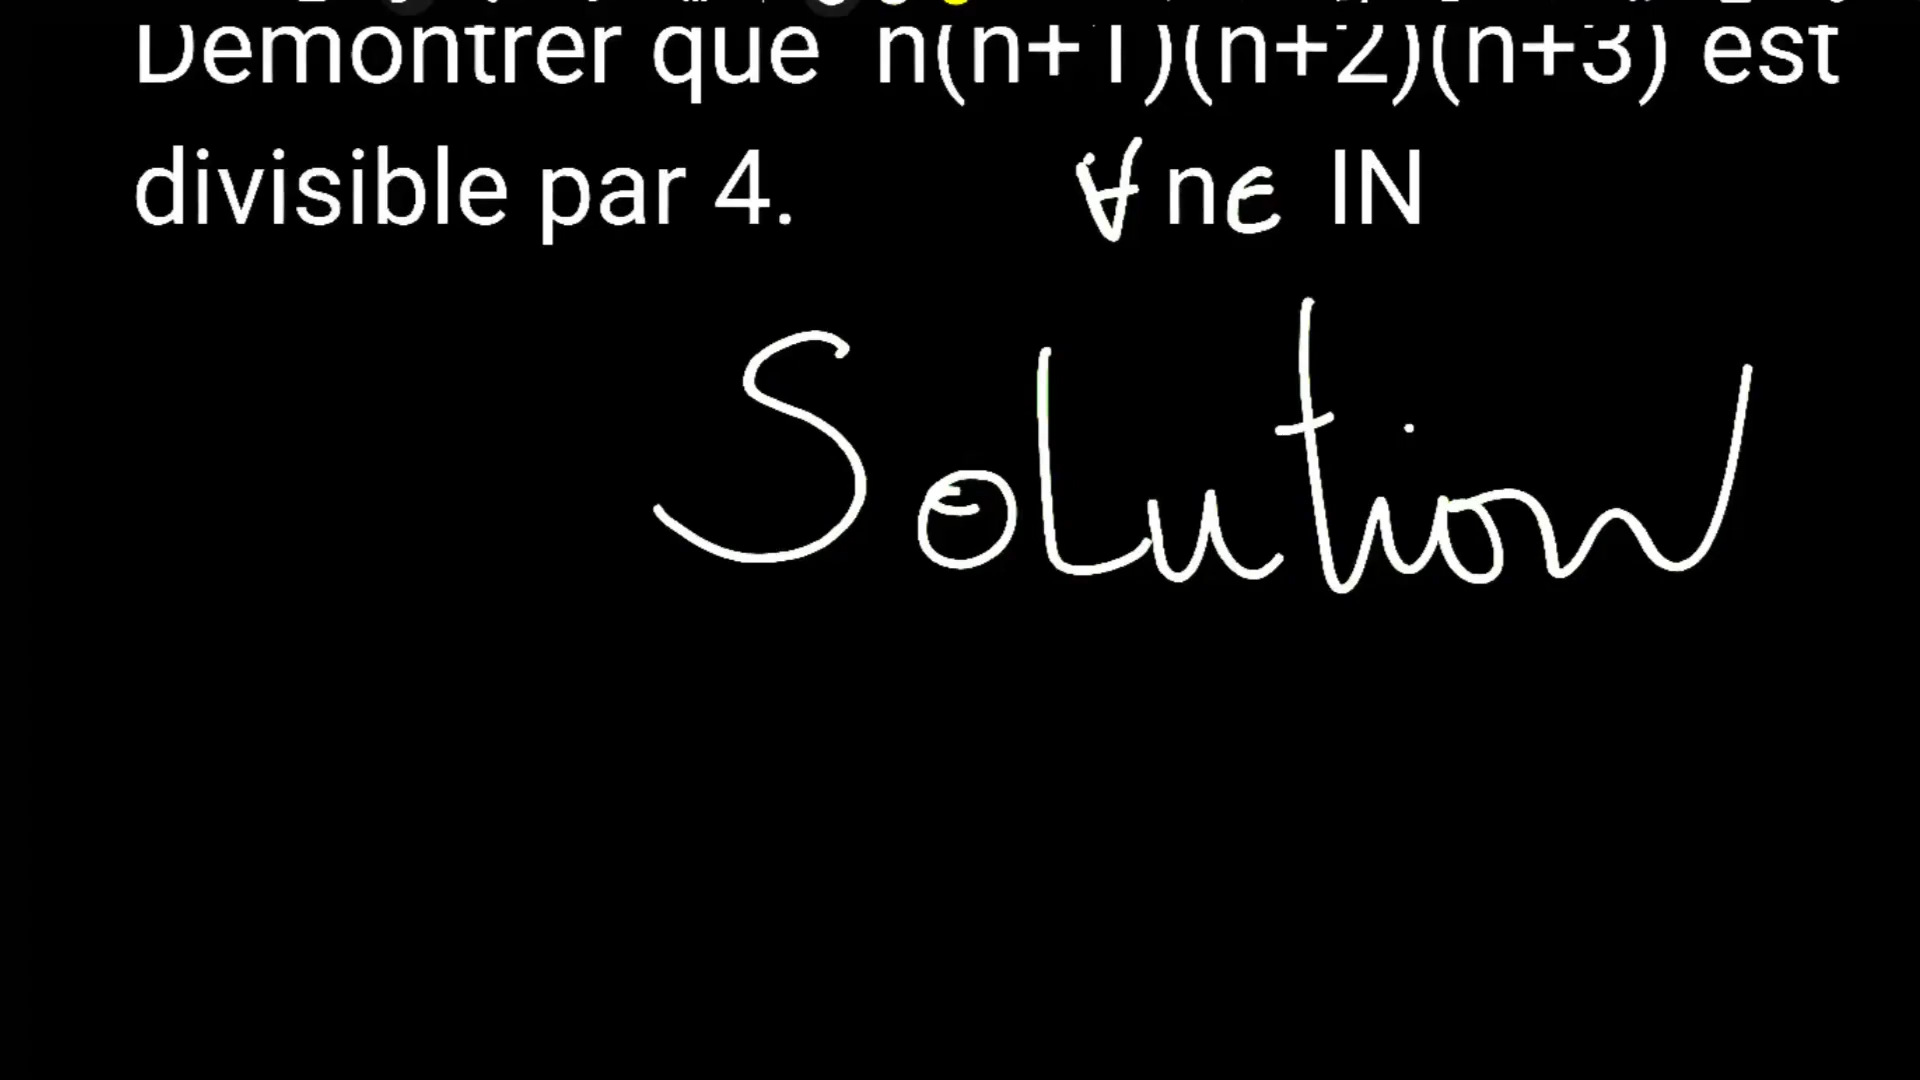 Demontrer que n(n+1)(n+2)(n+3) est
divisible par 4. ∀ n∈ IN
Solution